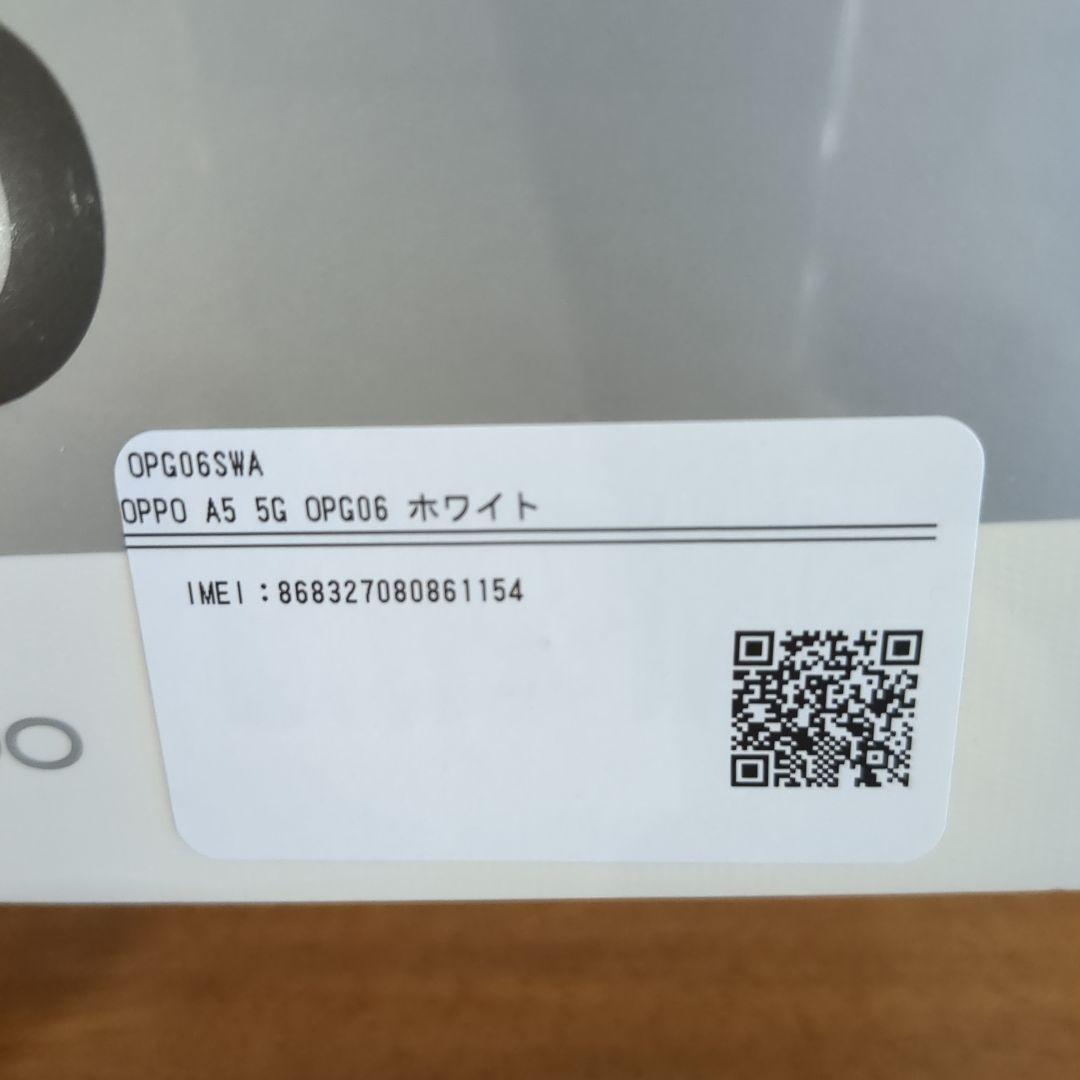 OPG06SWA
OPPO A5 5G OPG06 ホワイト
IMEI：868327080861154